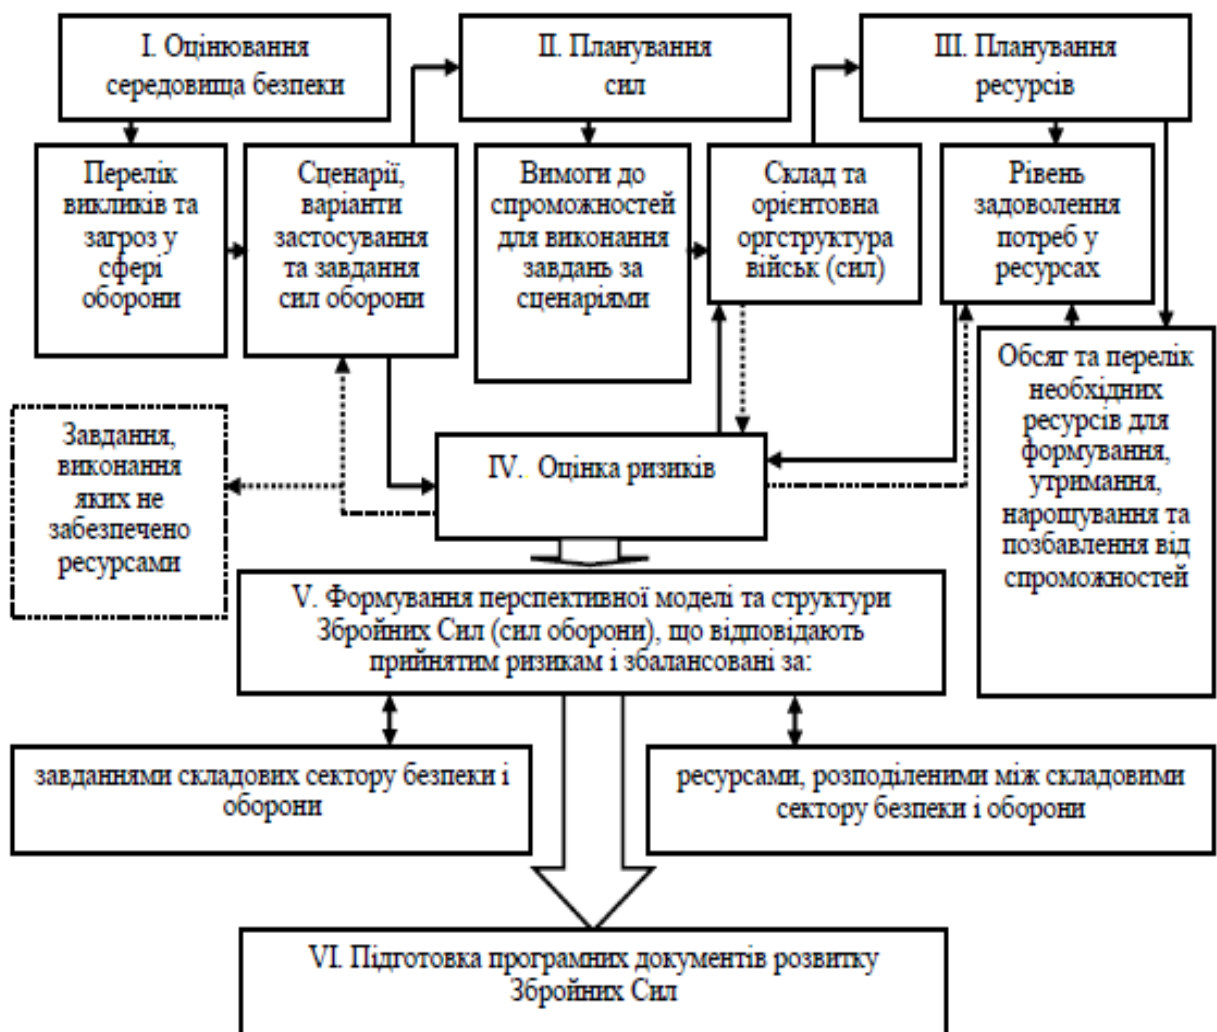 І. Оцінювання
середовища безпеки
ІІ. Планування
сил
ІІІ. Планування
ресурсів
Перелік
викликів та
загроз у
сфері
оборони
Сценарії,
варіанти
застосування
та завдання
сил оборони
Вимоги до
спроможностей
для виконання
завдань за
сценаріями
Склад та
орієнтовна
оргструктура
військ (сил)
Рівень
задоволення
потреб у
ресурсах
Обсяг та перелік
необхідних
ресурсів для
формування,
утримання,
нарощування та
позбавлення від
спроможностей
Завдання,
виконання
яких не
забезпечено
ресурсами
IV. Оцінка ризиків
V. Формування перспективної моделі та структури
Збройних Сил (сил оборони), що відповідають
прийнятим ризикам і збалансовані за:
завданнями складових сектору безпеки і
оборони
ресурсами, розподіленими між складовими
сектору безпеки і оборони
VI. Підготовка програмних документів розвитку
Збройних Сил